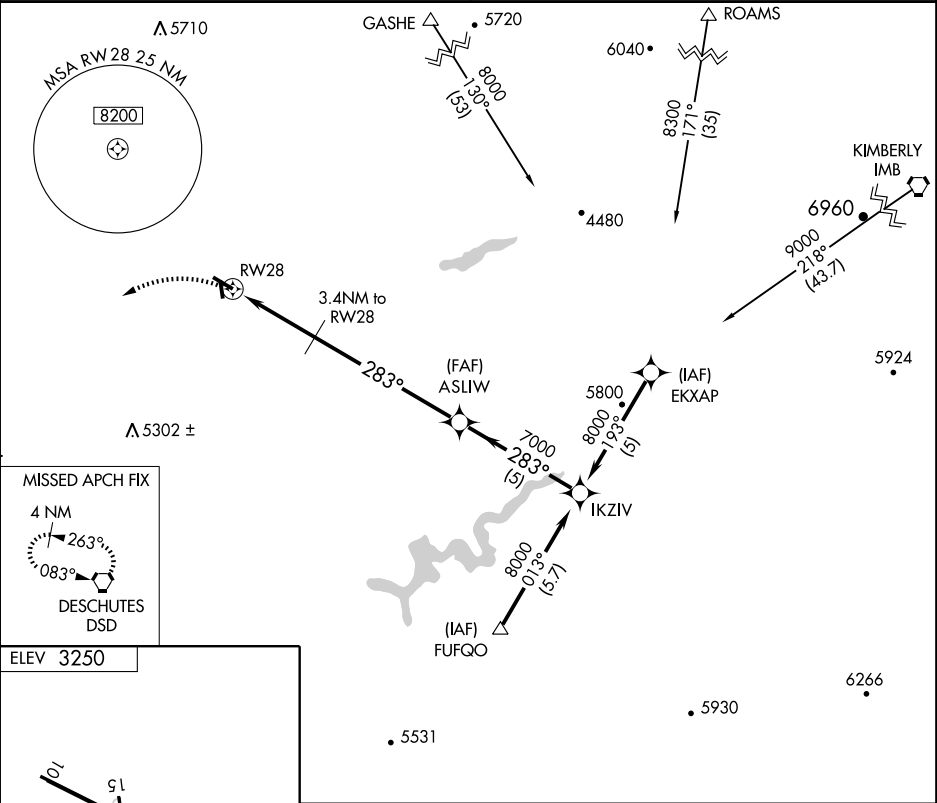 5710
MSA RW28 25 NM
8200
GASHE
5720
8000
130°
(53)
ROAMS
6040
8300
171°
(35)
KIMBERLY
IMB
6960
9000
218°
(43.7)
4480
RW28
3.4NM to
RW28
283°
(FAF)
ASLIW
5924
(IAF)
EKXAP
5800
8000
193°
(5)
7000
283°
(5)
IKZIV
5302 ±
MISSED APCH FIX
4 NM
263°
083°
DESCHUTES
DSD
8000
013°
(5.7)
(IAF)
FUFQO
ELEV 3250
6266
5930
5531
10
15